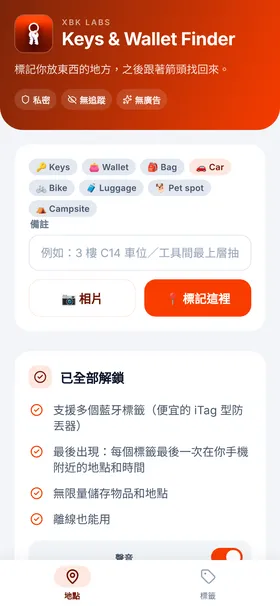 XBK LABS
Keys & Wallet Finder
標記你放東西的地方，之後跟著箭頭找回來。
私密
無追蹤
無廣告
Keys
Wallet
Bag
Car
Bike
Luggage
Pet spot
Campsite
備註
例如：3 樓 C14 車位／工具間最上層抽
相片
標記這裡
已全部解鎖
支援多個藍牙標籤（便宜的 iTag 型防
丟器）
最後出現：每個標籤最後一次在你手機
附近的地點和時間
無限量儲存物品和地點
離線也能用
聲音
地點
標籤